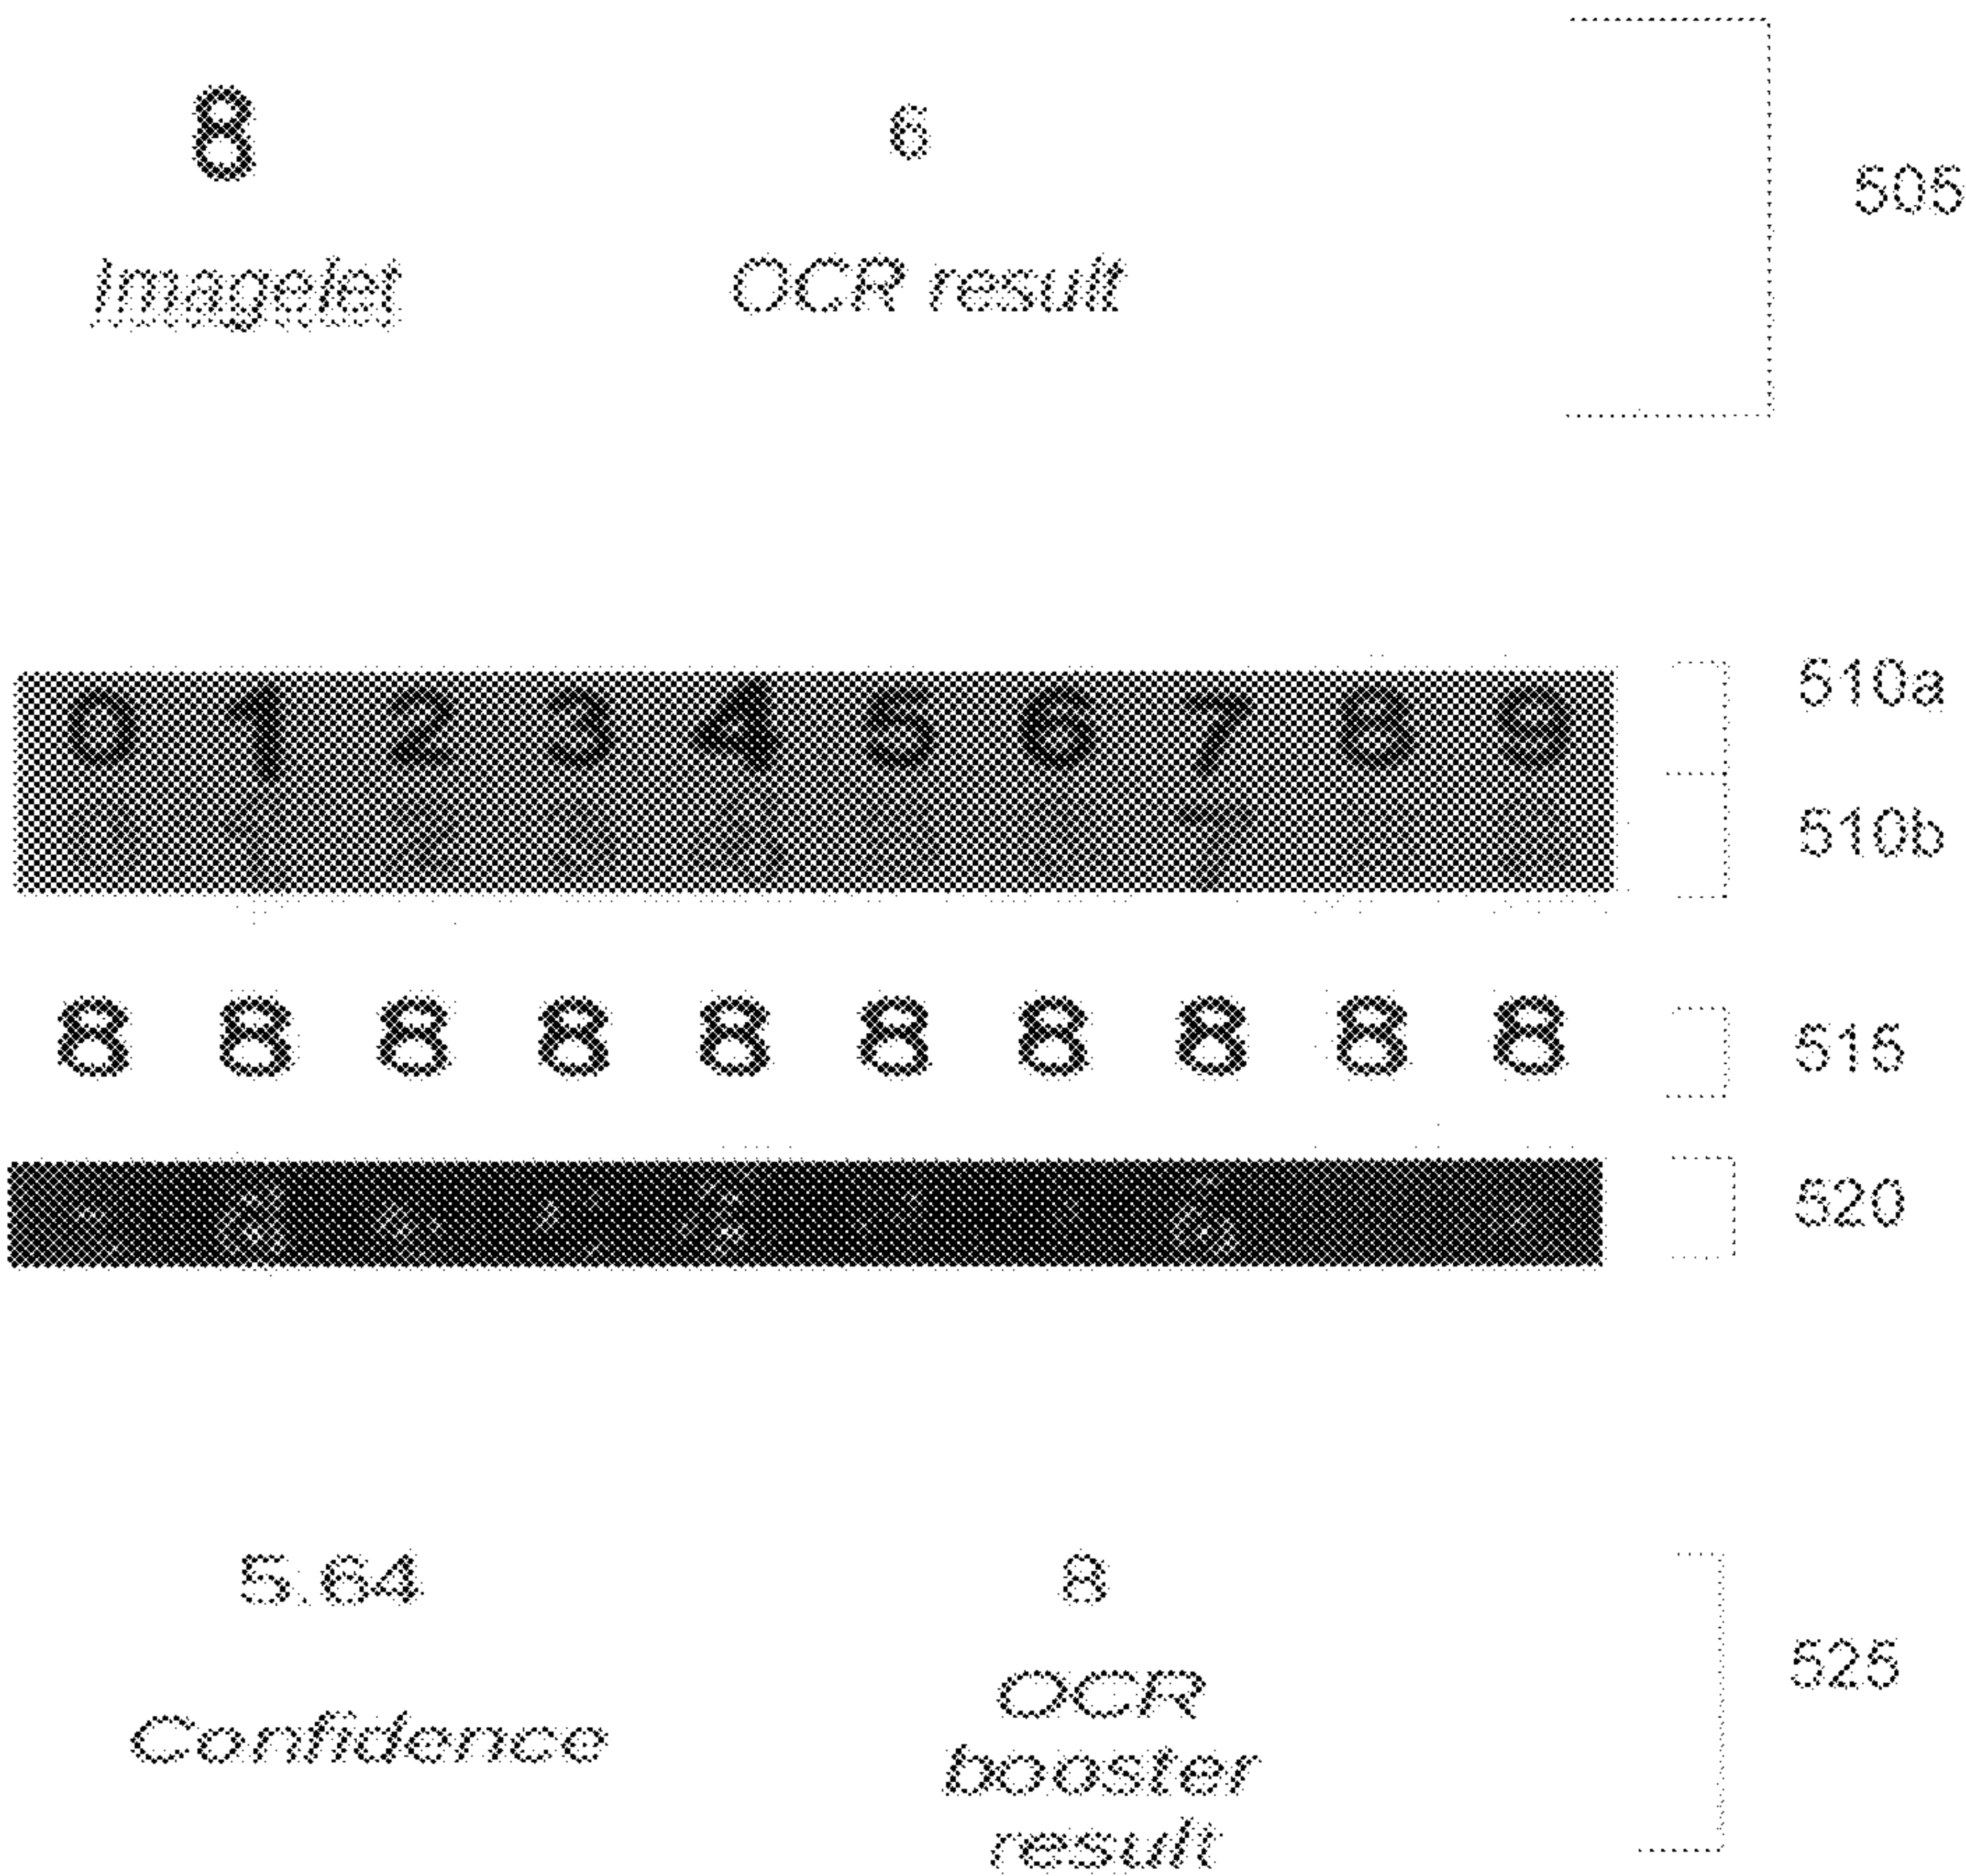 8 6
Imagelet OCR result 505
0 1 2 3 4 5 6 7 8 9 510a
510b
8 8 8 8 8 8 8 8 8 8 515
520
5.64 8
Confidence OCR booster result 525